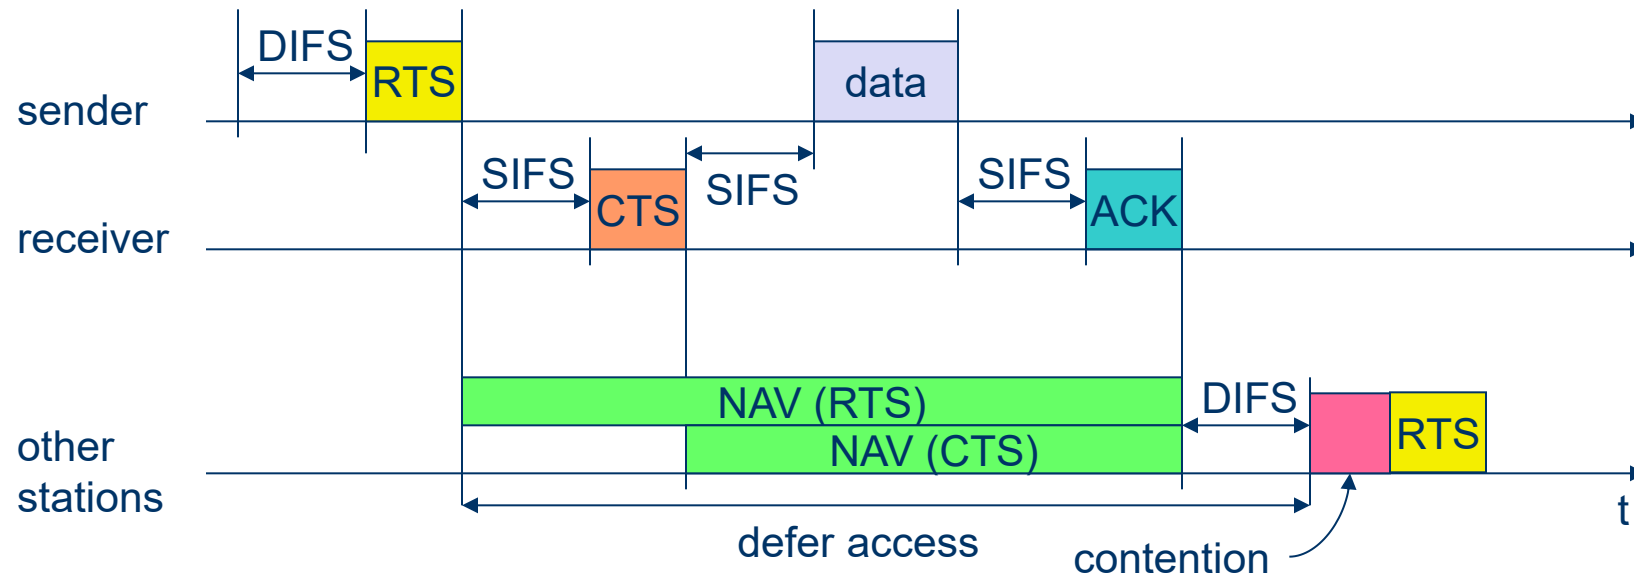 DIFS
RTS
data
sender
SIFS
CTS
SIFS
SIFS
ACK
receiver
NAV (RTS)
DIFS
NAV (CTS)
RTS
other
stations
t
defer access
contention